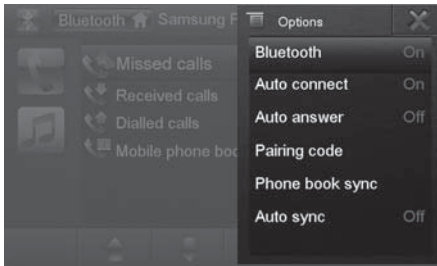 Bluetooth Samsung F
Missed calls
Received calls
Dialled calls
Mobile phone boo
Options
Bluetooth On
Auto connect On
Auto answer Off
Pairing code
Phone book sync
Auto sync Off